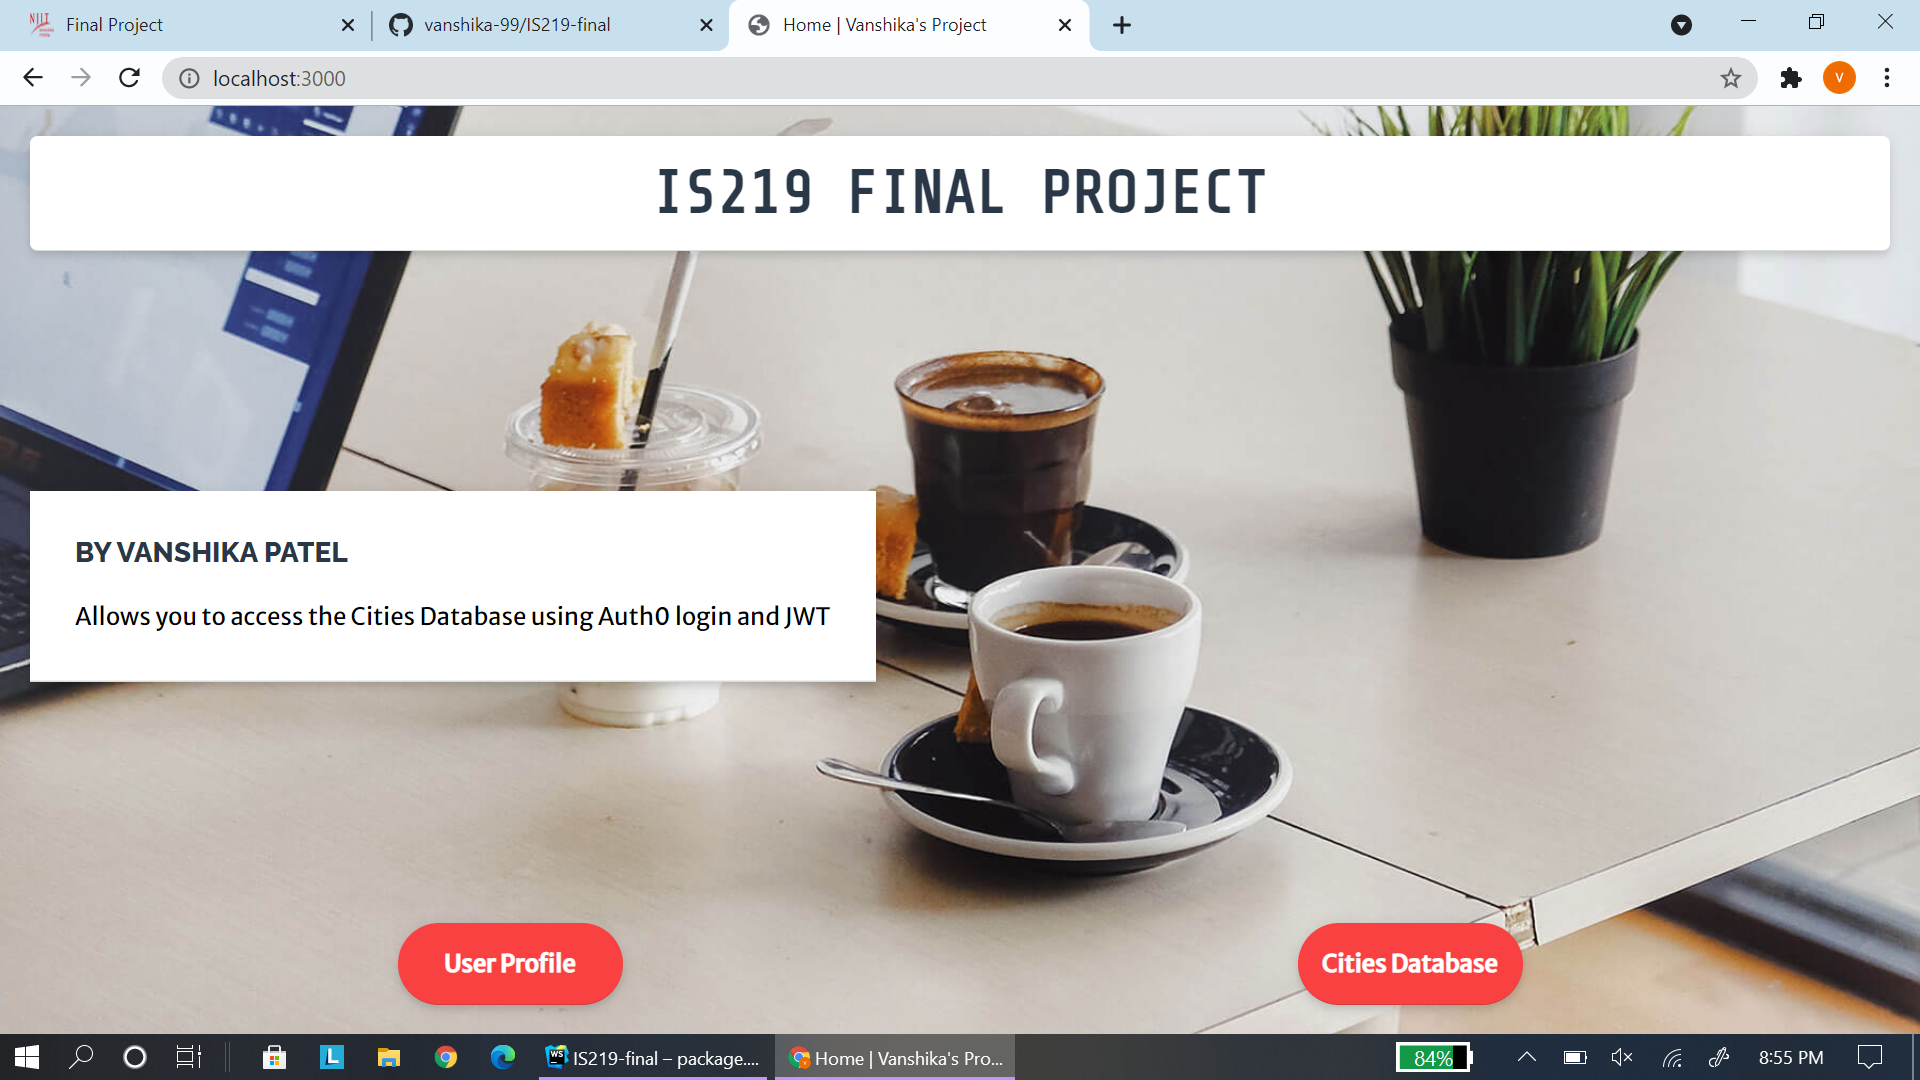 Final Project
vanshika-99/IS219-final
Home | Vanshika's Project
localhost:3000
V
IS219 FINAL PROJECT
BY VANSHIKA PATEL
Allows you to access the Cities Database using Auth0 login and JWT
User Profile
Cities Database
L
WS
IS219-final – package....
Home | Vanshika's Pro...
84%
8:55 PM